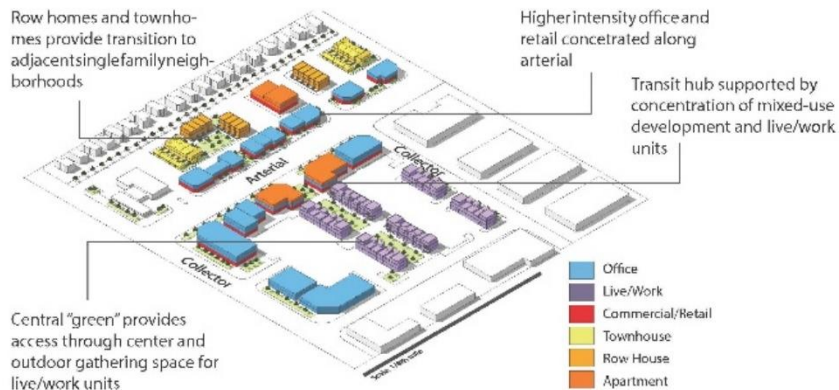 Row homes and townho-
mes provide transition to
adjacentsinglefamilyneigh-
borhoods
Higher intensity office and
retail concetrated along
arterial
Transit hub supported by
concentration of mixed-use
development and live/work
units
Arterial
Collector
Collector
Central "green" provides
access through center and
outdoor gathering space for
live/work units
Office
Live/Work
Commercial/Retail
Townhouse
Row House
Apartment